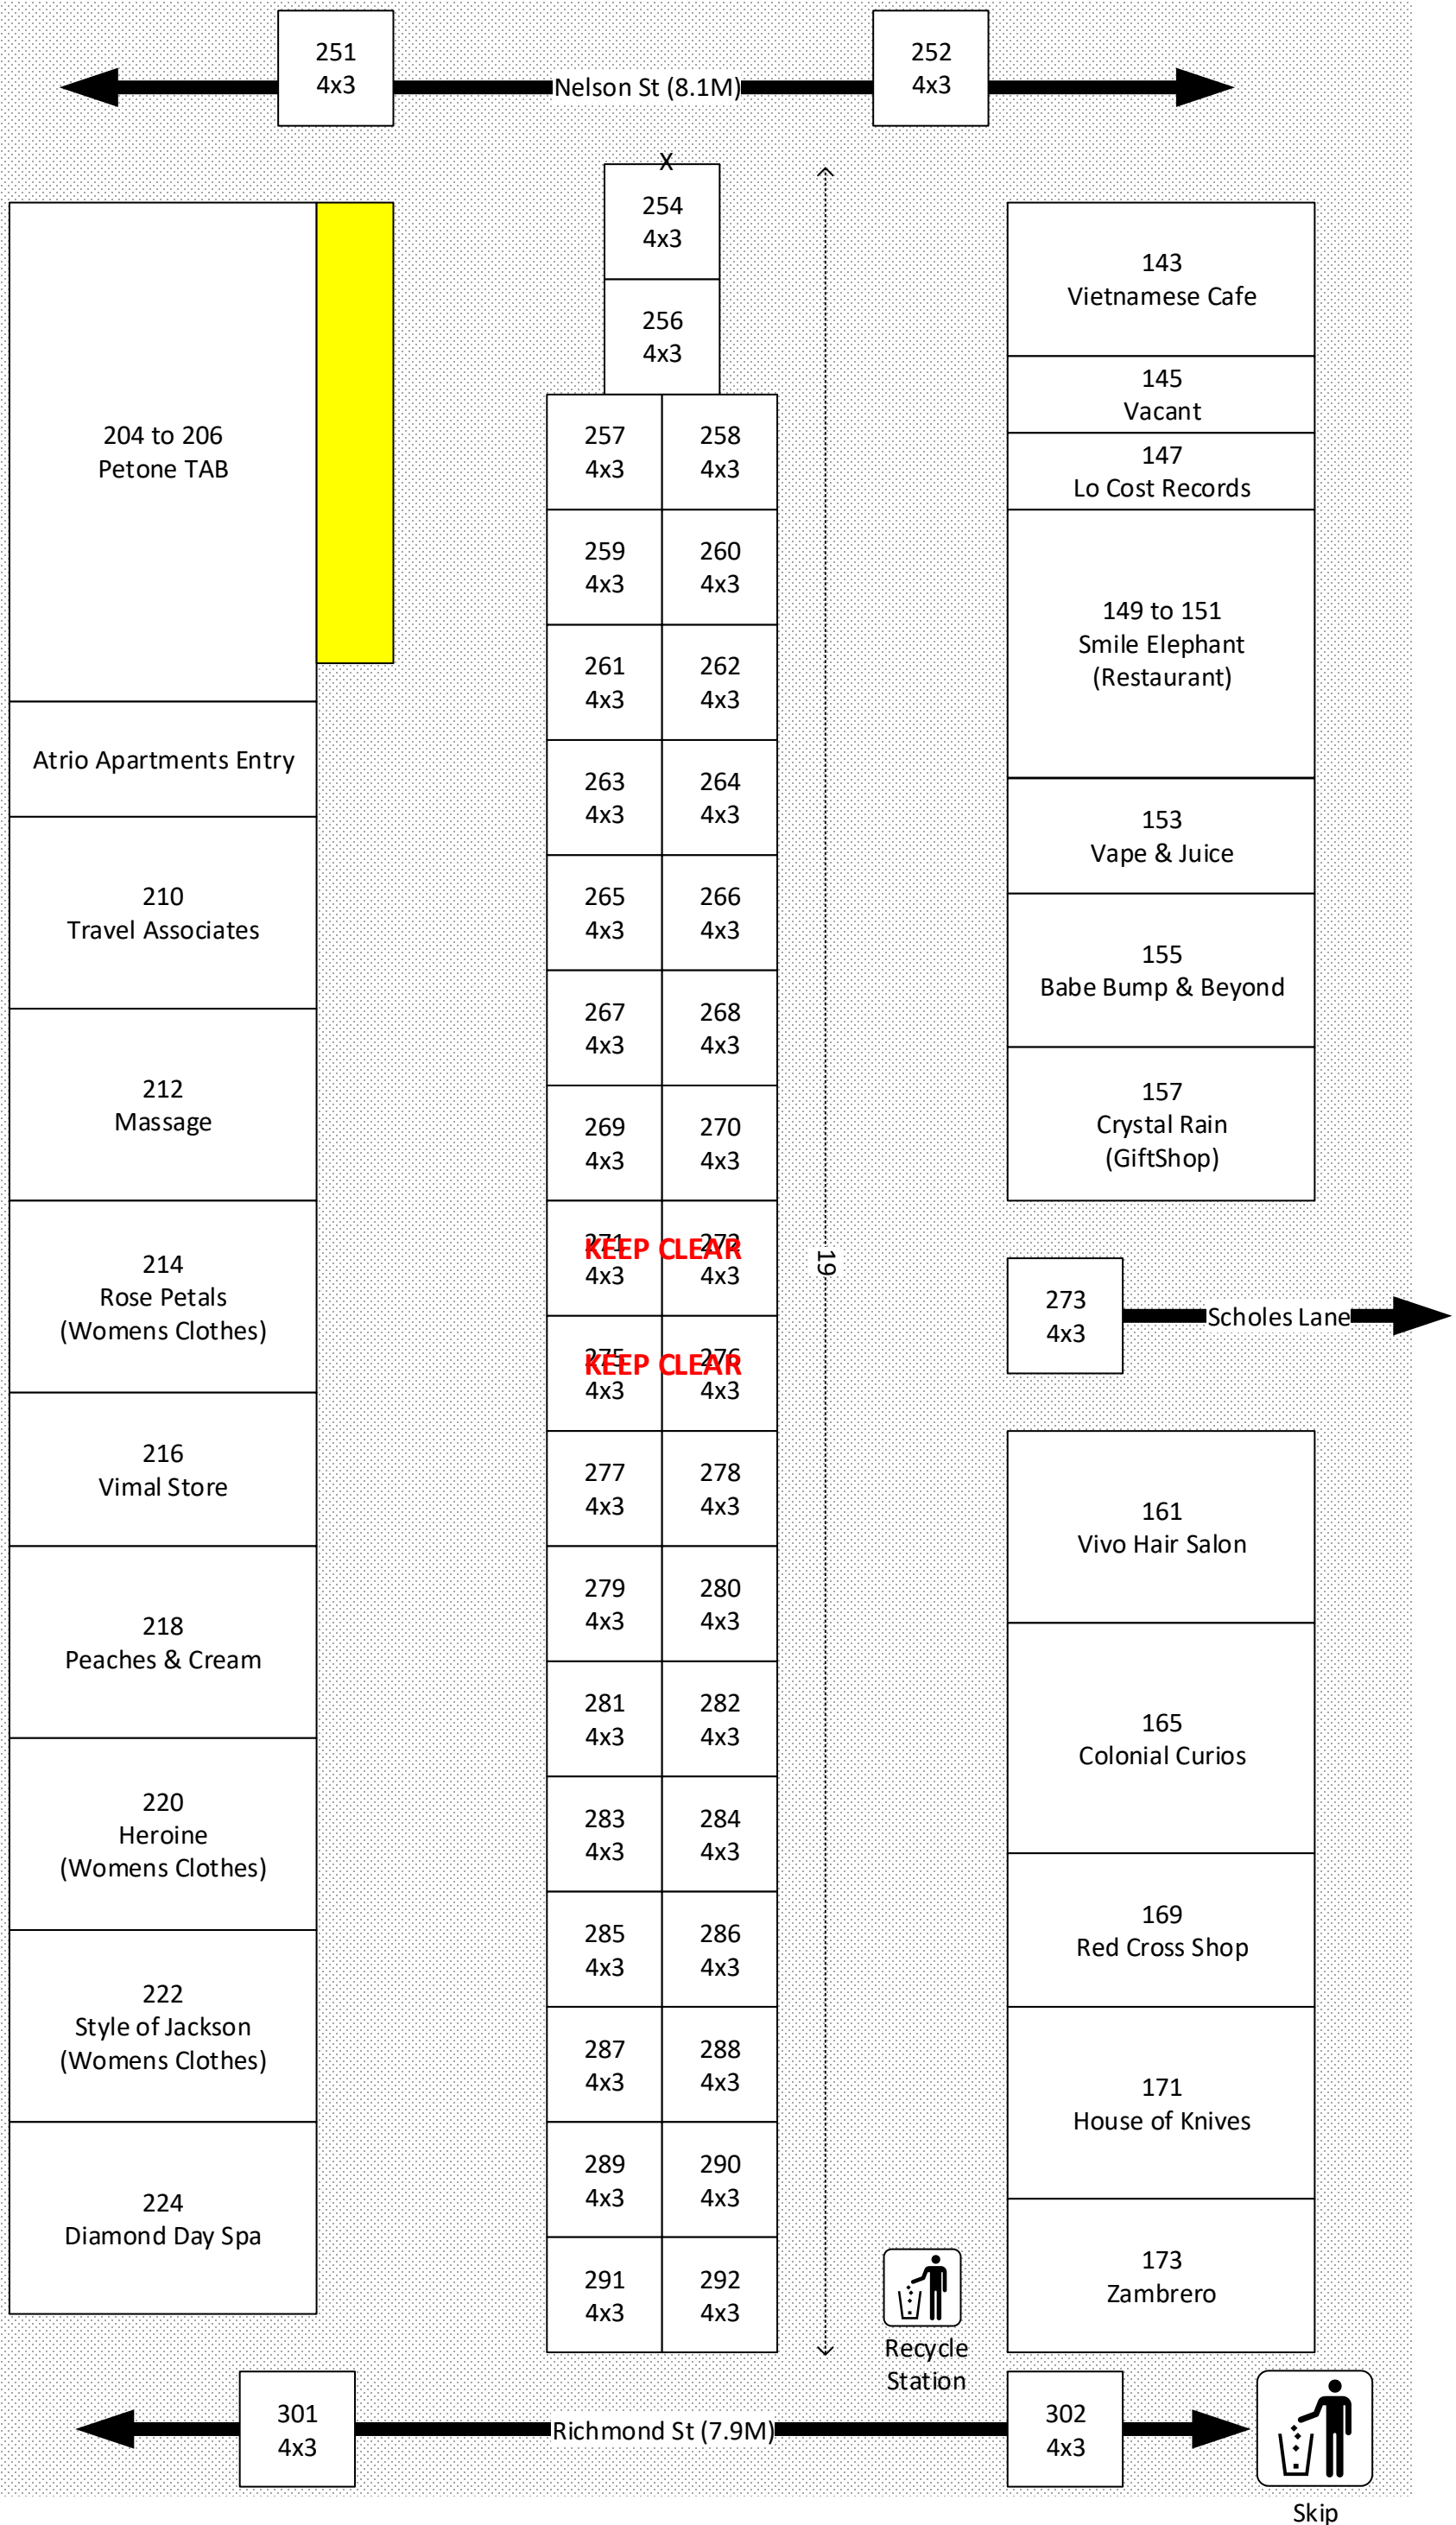 251
4x3
252
4x3
Nelson St (8.1M)
X
254
4x3
256
4x3
204 to 206
Petone TAB
Atrio Apartments Entry
210
Travel Associates
212
Massage
214
Rose Petals
(Womens Clothes)
216
Vimal Store
218
Peaches & Cream
220
Heroine
(Womens Clothes)
222
Style of Jackson
(Womens Clothes)
224
Diamond Day Spa
257
4x3
258
4x3
259
4x3
260
4x3
261
4x3
262
4x3
263
4x3
264
4x3
265
4x3
266
4x3
267
4x3
268
4x3
269
4x3
270
4x3
271
4x3
272
4x3
KEEP CLEAR
275
4x3
276
4x3
KEEP CLEAR
277
4x3
278
4x3
279
4x3
280
4x3
281
4x3
282
4x3
283
4x3
284
4x3
285
4x3
286
4x3
287
4x3
288
4x3
289
4x3
290
4x3
291
4x3
292
4x3
19
143
Vietnamese Cafe
145
Vacant
147
Lo Cost Records
149 to 151
Smile Elephant
(Restaurant)
153
Vape & Juice
155
Babe Bump & Beyond
157
Crystal Rain
(GiftShop)
273
4x3
Scholes Lane
161
Vivo Hair Salon
165
Colonial Curios
169
Red Cross Shop
171
House of Knives
173
Zambrero
Recycle
Station
301
4x3
Richmond St (7.9M)
302
4x3
Skip